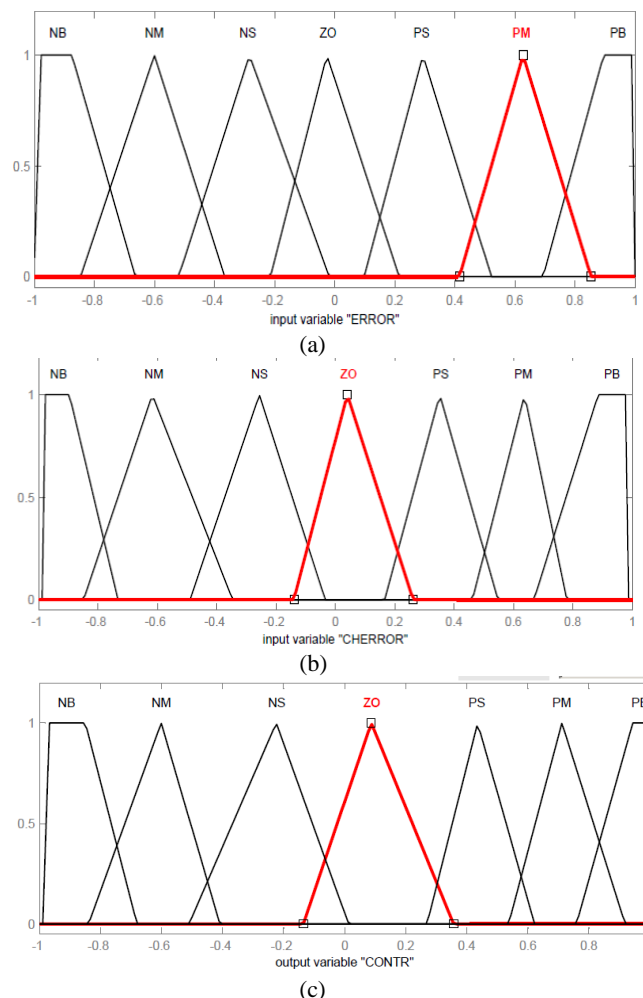 NB NM NS ZO PS PM PB
1
0.5
0
-1 -0.8 -0.6 -0.4 -0.2 0 0.2 0.4 0.6 0.8 1
input variable "ERROR"
(a)
NB NM NS ZO PS PM PB
1
0.5
0
-1 -0.8 -0.6 -0.4 -0.2 0 0.2 0.4 0.6 0.8 1
input variable "CHERROR"
(b)
NB NM NS ZO PS PM
1
0.5
0
-1 -0.8 -0.6 -0.4 -0.2 0 0.2 0.4 0.6 0.8
output variable "CONTR"
(c)